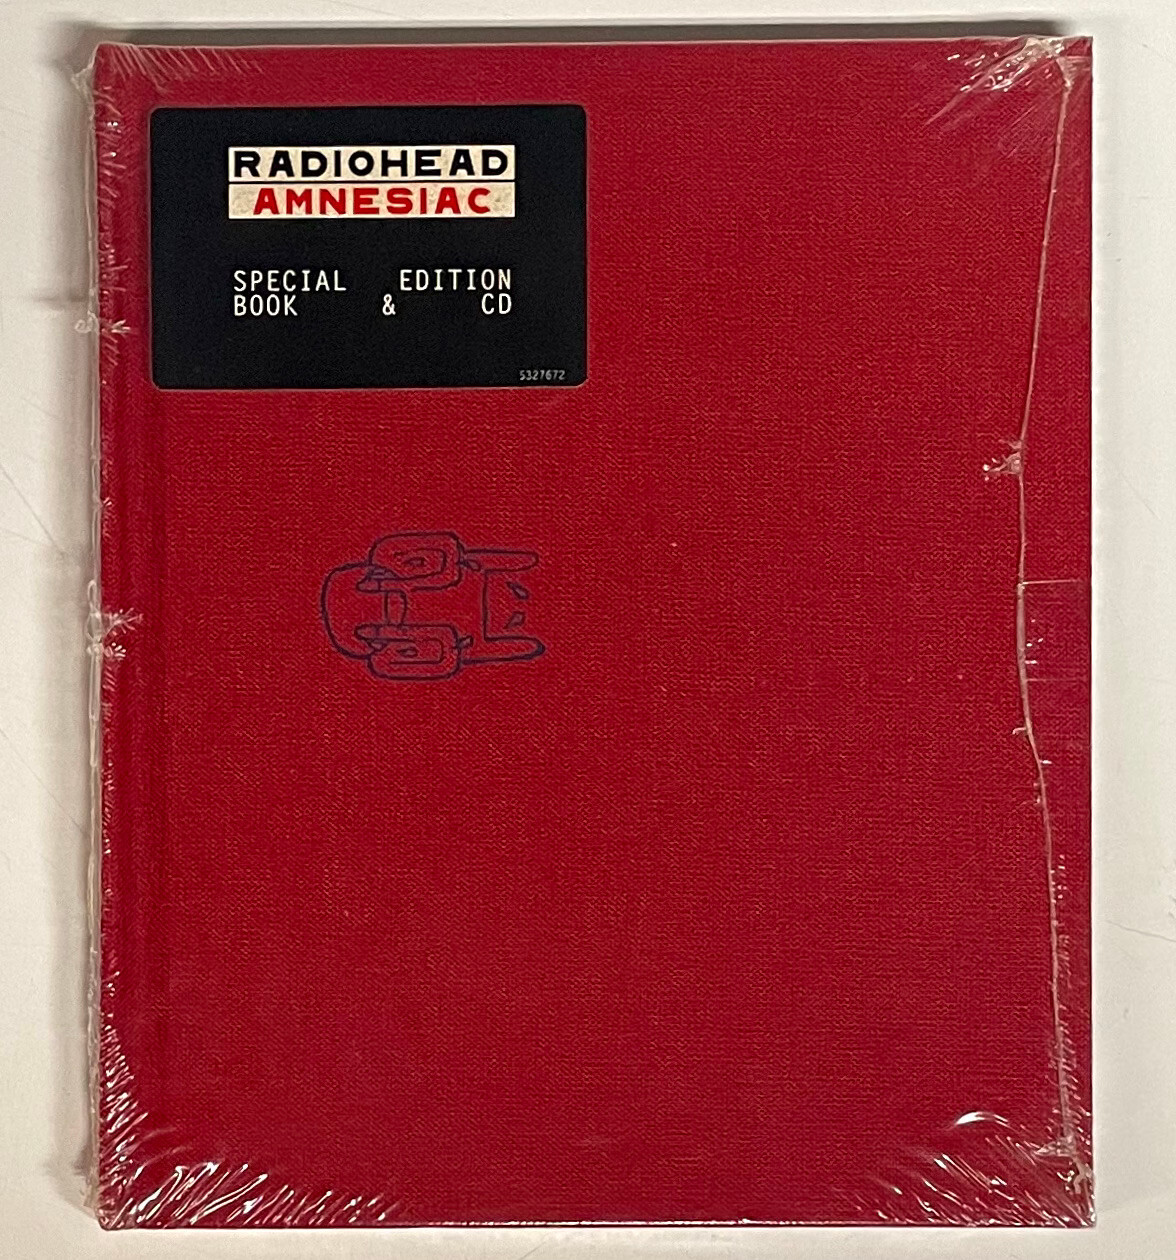 RADIOHEAD
AMNESIAC
SPECIAL EDITION
BOOK & CD
5327672